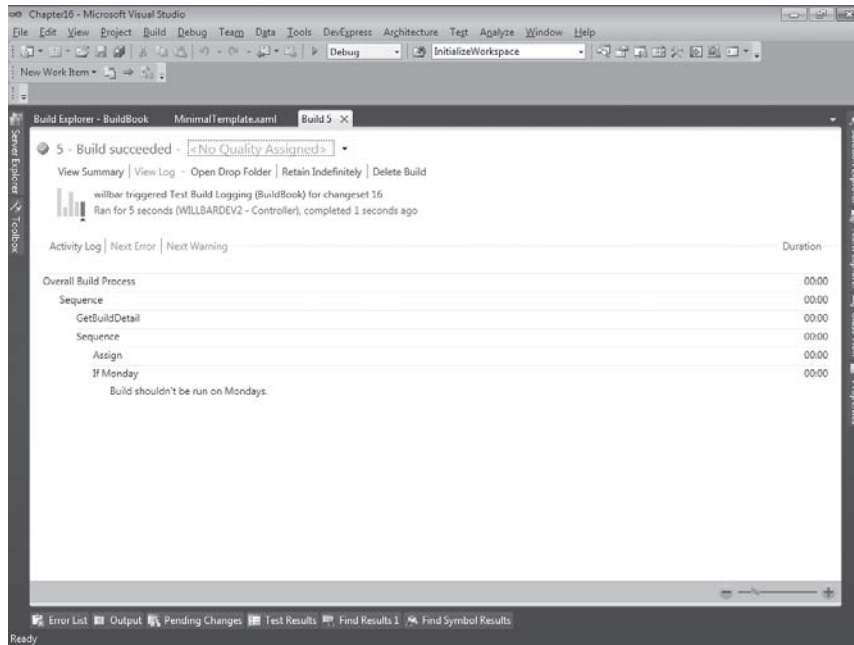 Chapter16 - Microsoft Visual Studio
File Edit View Project Build Debug Team Data Tools DevExpress Architecture Test Analyze Window Help
Debug InitializeWorkspace
New Work Item
Build Explorer - BuildBook MinimalTemplate.xaml Build 5
Server Explorer
Toolbox
5 - Build succeeded - <No Quality Assigned>
View Summary | View Log - Open Drop Folder | Retain Indefinitely | Delete Build
willbar triggered Test Build Logging (BuildBook) for changeset 16
Ran for 5 seconds (WILLBARDEV2 - Controller), completed 1 seconds ago
Activity Log | Next Error | Next Warning Duration
Overall Build Process 00:00
Sequence 00:00
GetBuildDetail 00:00
Sequence 00:00
Assign 00:00
If Monday 00:00
Build shouldn't be run on Mondays.
Error List Output Pending Changes Test Results Find Results 1 Find Symbol Results
Ready